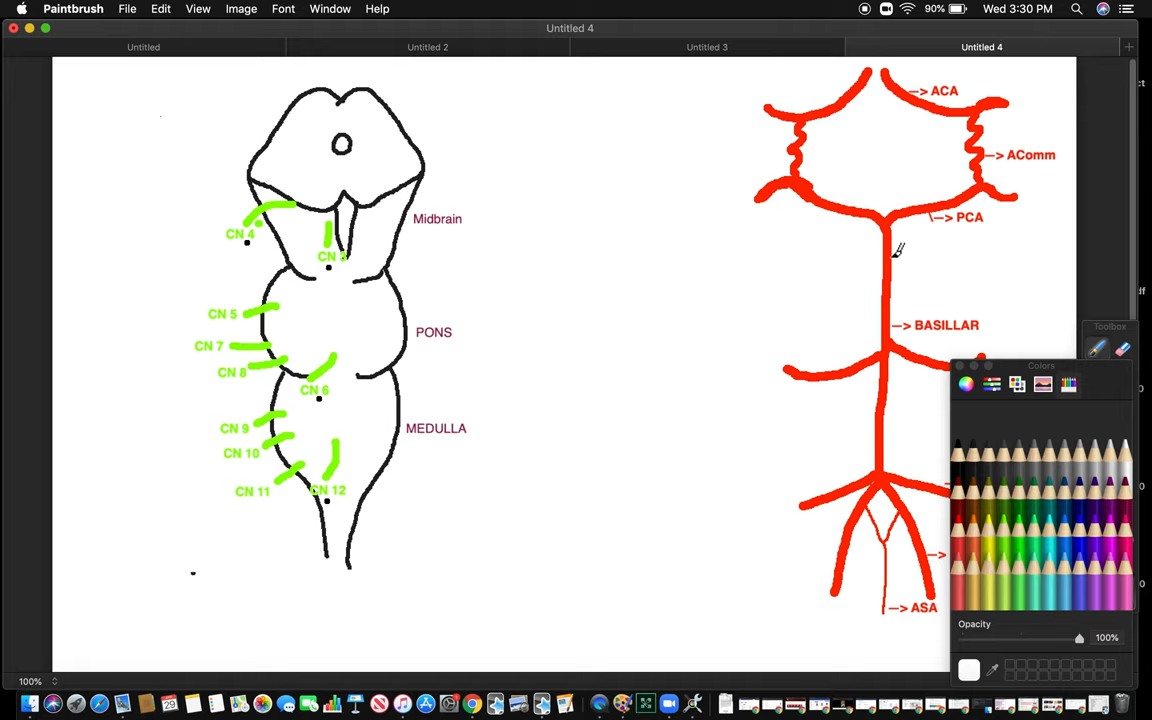 Paintbrush File Edit View Image Font Window Help 90% Wed 3:30 PM
Untitled 4
Untitled Untitled 2 Untitled 3 Untitled 4
—> ACA
—> AComm
Midbrain
—> PCA
CN 4
CN 3
CN 5
PONS
—> BASILLAR
CN 7
CN 8
CN 6
CN 9
MEDULLA
CN 10
CN 11
CN 12
—> ASA
Toolbox
Colors
Opacity
100%
100%